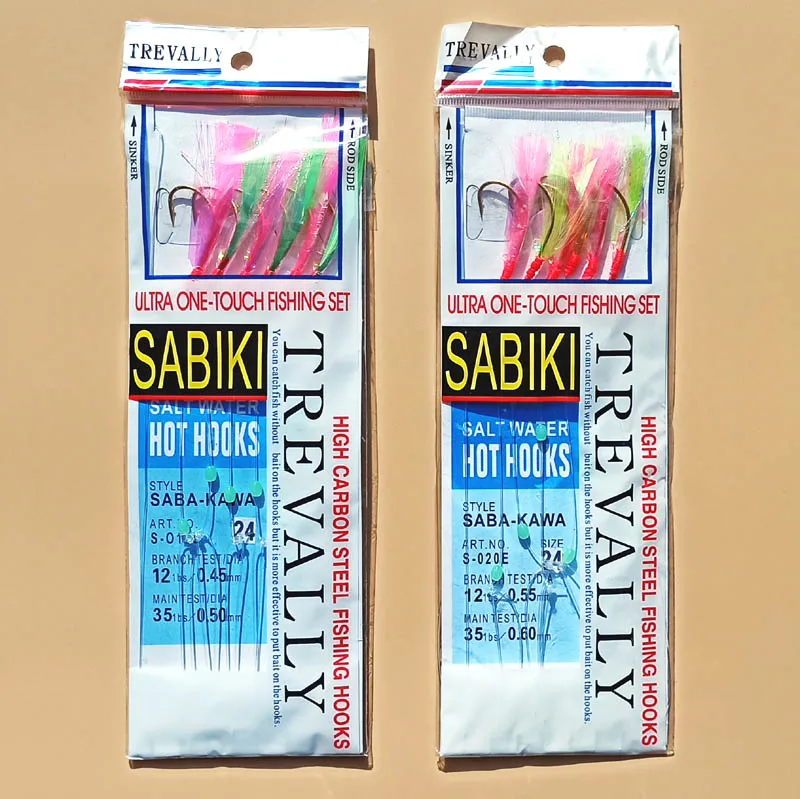 TREVALLY
SINKER
ROD SIDE
ULTRA ONE-TOUCH FISHING SET
SABIKI
SALT WATER
HOT HOOKS
STYLE
SABA-KAWA
ART.NO.
24
BRANCH TEST/DIA
12 lbs/0.45mm
MAIN TEST/DIA
35 lbs/0.50mm
You can catch fish without bait on the hooks but it is more effective to put bait on the hooks.
TREVALLY
HIGH CARBON STEEL FISHING HOOKS
TREVALLY
SINKER
ROD SIDE
ULTRA ONE-TOUCH FISHING SET
SABIKI
SALT WATER
HOT HOOKS
STYLE
SABA-KAWA
ART.NO. SIZE
S-020E 24
BRANCH TEST/DIA
12 lbs/0.55mm
MAIN TEST/DIA
35 lbs/0.60mm
You can catch fish without bait on the hooks but it is more effective to put bait on the hooks.
TREVALLY
HIGH CARBON STEEL FISHING HOOKS